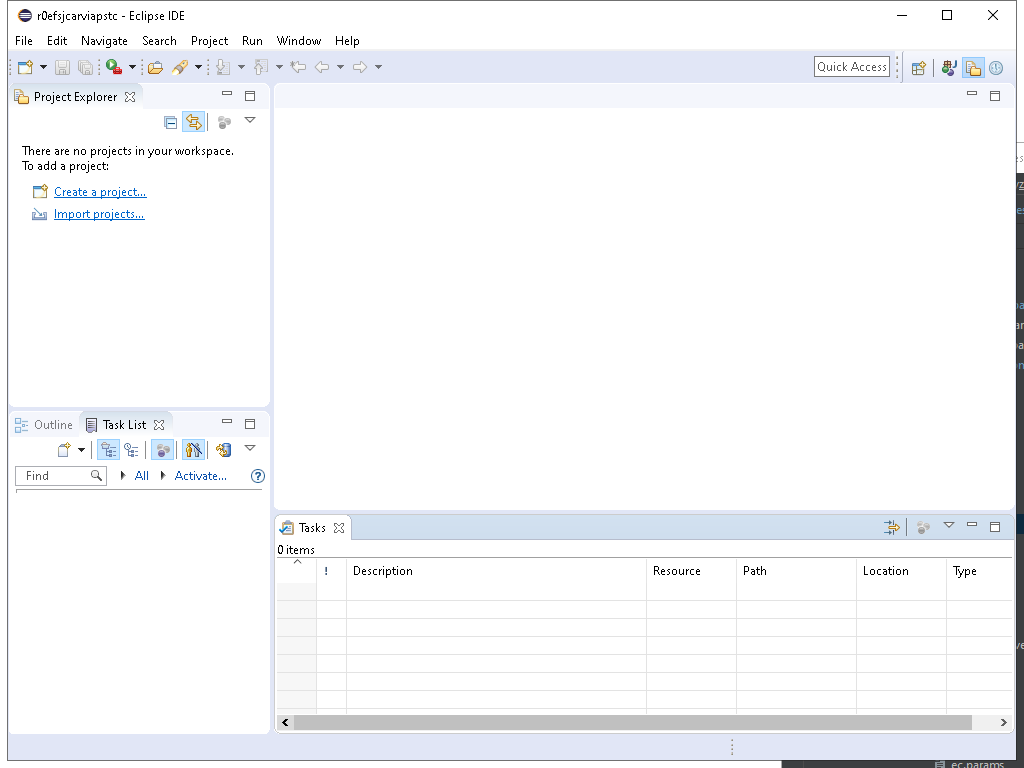 r0efsjcarviapstc - Eclipse IDE
File Edit Navigate Search Project Run Window Help
Quick Access
Project Explorer
There are no projects in your workspace.
To add a project:
Create a project...
Import projects...
Outline Task List
Find All Activate...
Tasks
0 items
! Description Resource Path Location Type
ec.params